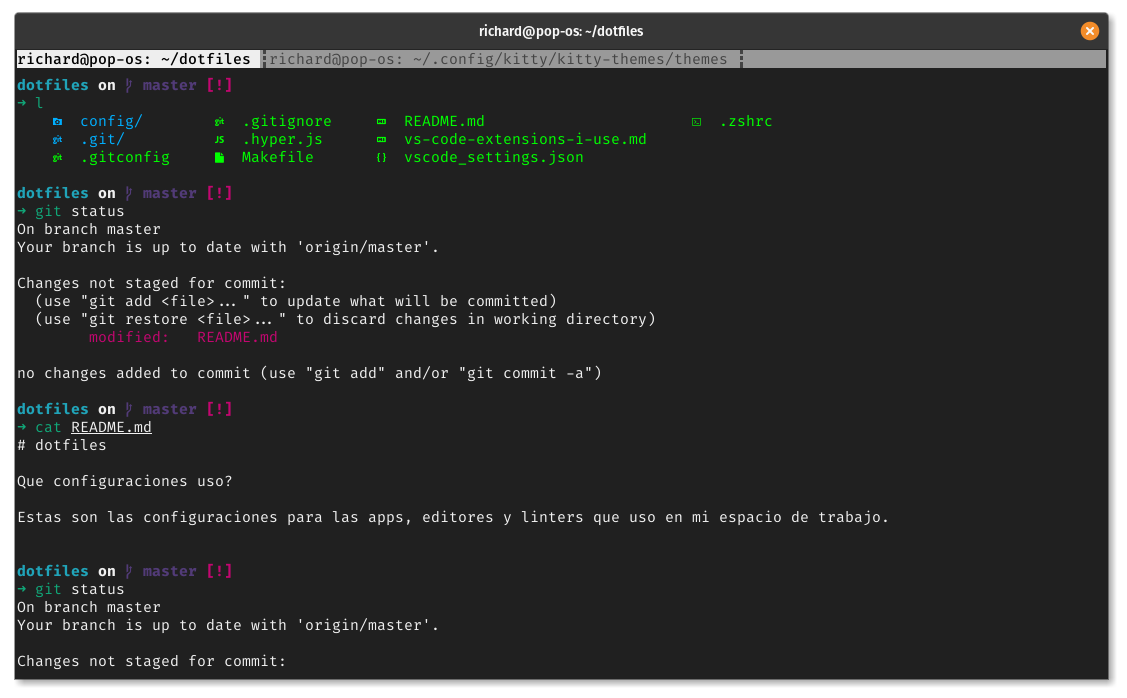 richard@pop-os: ~/dotfiles
richard@pop-os: ~/dotfiles richard@pop-os: ~/.config/kitty/kitty-themes/themes
dotfiles on master [!]
➜ l
config/ .gitignore README.md .zshrc
.git/ JS .hyper.js vs-code-extensions-i-use.md
.gitconfig Makefile {} vscode_settings.json
dotfiles on master [!]
➜ git status
On branch master
Your branch is up to date with 'origin/master'.
Changes not staged for commit:
(use "git add <file>..." to update what will be committed)
(use "git restore <file>..." to discard changes in working directory)
modified: README.md
no changes added to commit (use "git add" and/or "git commit -a")
dotfiles on master [!]
➜ cat README.md
# dotfiles
Que configuraciones uso?
Estas son las configuraciones para las apps, editores y linters que uso en mi espacio de trabajo.
dotfiles on master [!]
➜ git status
On branch master
Your branch is up to date with 'origin/master'.
Changes not staged for commit: